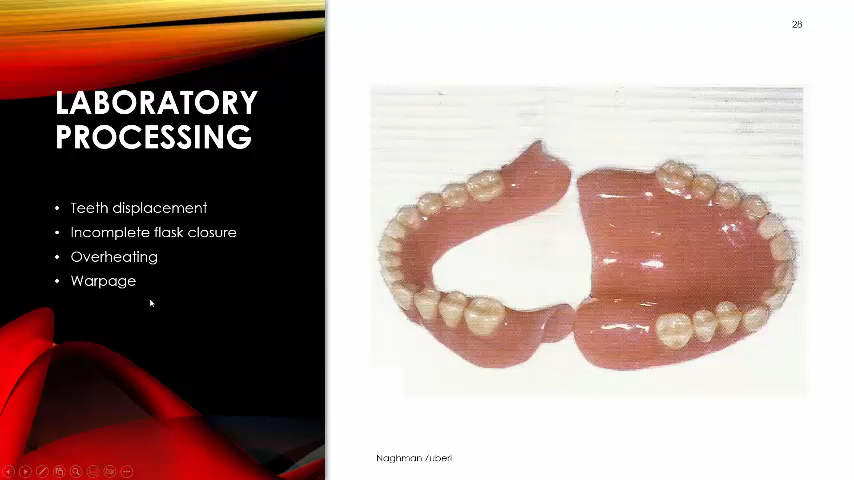 28
LABORATORY
PROCESSING
• Teeth displacement
• Incomplete flask closure
• Overheating
• Warpage
Naghman Zuberi